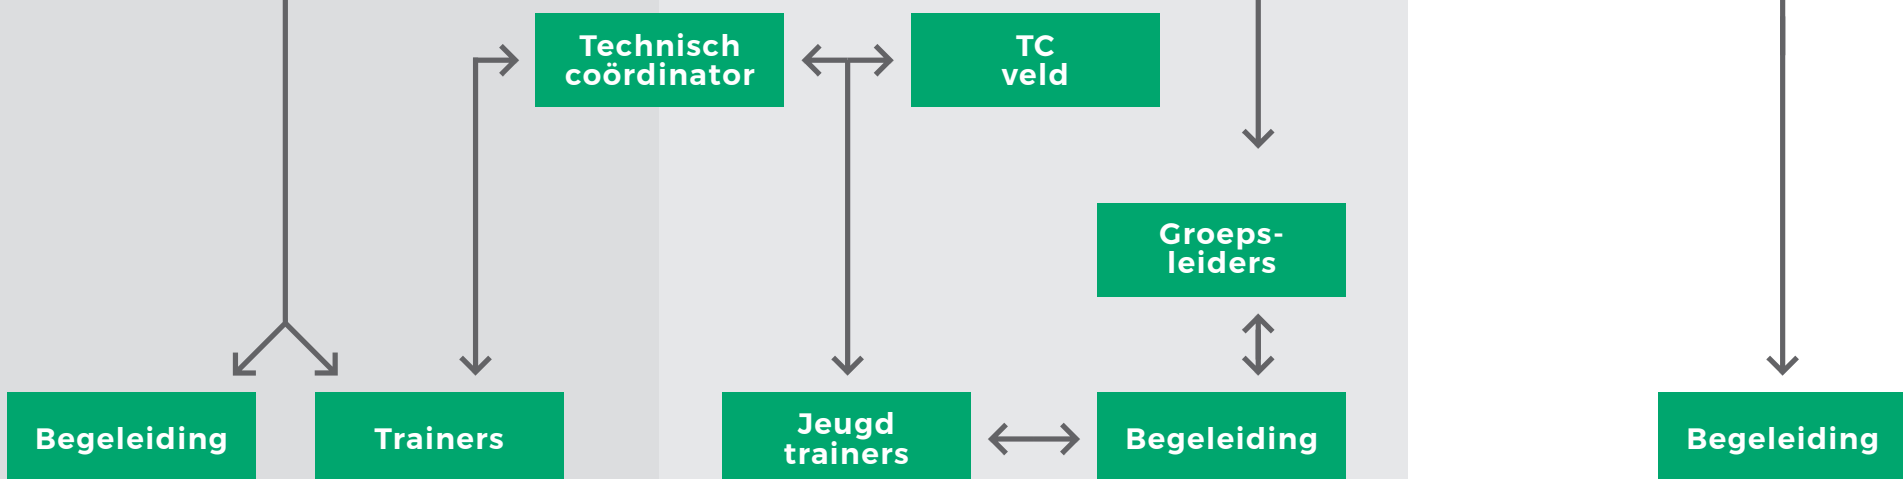 Technisch
coördinator
TC
veld
Groeps-
leiders
Begeleiding
Trainers
Jeugd
trainers
Begeleiding
Begeleiding